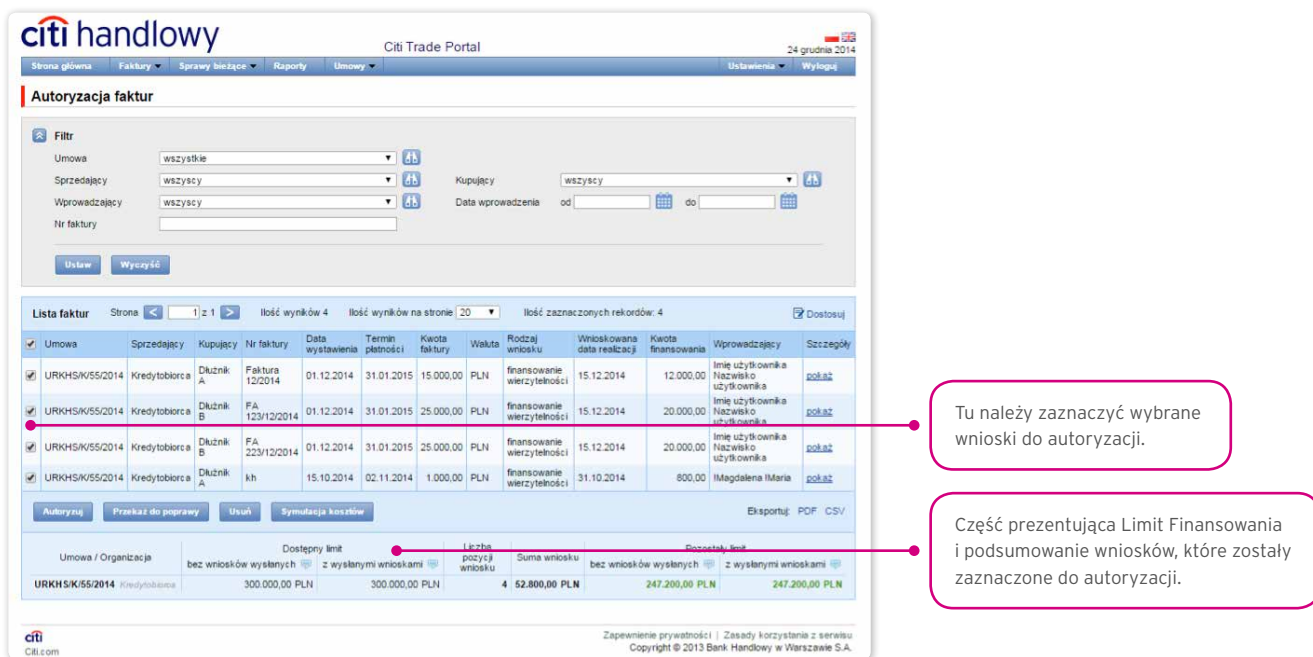 citi handlowy
Citi Trade Portal
24 grudnia 2014
Strona główna Faktury Sprawy bieżące Raporty Umowy Ustawienia Wyloguj
Autoryzacja faktur
Filtr
Umowa wszystkie
Sprzedający wszyscy Kupujący wszyscy
Wprowadzający wszyscy Data wprowadzenia od do
Nr faktury
Ustaw Wyczyść
Lista faktur Strona < 1 z 1 > Ilość wyników 4 Ilość wyników na stronie 20 Ilość zaznaczonych rekordów: 4 Dostosuj
Umowa Sprzedający Kupujący Nr faktury Data wystawienia Termin płatności Kwota faktury Waluta Rodzaj wniosku Wnioskowana data realizacji Kwota finansowania Wprowadzający Szczegóły
URKHS/K/55/2014 Kredytobiorca Dłużnik A Faktura 12/2014 01.12.2014 31.01.2015 15.000,00 PLN finansowanie wierzytelności 15.12.2014 12.000,00 Imię użytkownika Nazwisko użytkownika pokaż
URKHS/K/55/2014 Kredytobiorca Dłużnik B FA 123/12/2014 01.12.2014 31.01.2015 25.000,00 PLN finansowanie wierzytelności 15.12.2014 20.000,00 Imię użytkownika Nazwisko użytkownika pokaż
URKHS/K/55/2014 Kredytobiorca Dłużnik B FA 223/12/2014 01.12.2014 31.01.2015 25.000,00 PLN finansowanie wierzytelności 15.12.2014 20.000,00 Imię użytkownika Nazwisko użytkownika pokaż
URKHS/K/55/2014 Kredytobiorca Dłużnik A kh 15.10.2014 02.11.2014 1.000,00 PLN finansowanie wierzytelności 31.10.2014 800,00 !Magdalena !Maria pokaż
Autoryzuj Przekaż do poprawy Usuń Symulacja kosztów Eksportuj: PDF CSV
Umowa / Organizacja Dostępny limit Liczba pozycji wniosku Suma wniosku Pozostały limit
bez wniosków wysłanych z wysłanymi wnioskami bez wniosków wysłanych z wysłanymi wnioskami
URKHS/K/55/2014 Kredytobiorca 300.000,00 PLN 300.000,00 PLN 4 52.800,00 PLN 247.200,00 PLN 247.200,00 PLN
citi
Citi.com
Zapewnienie prywatności | Zasady korzystania z serwisu
Copyright © 2013 Bank Handlowy w Warszawie S.A.
Tu należy zaznaczyć wybrane
wnioski do autoryzacji.
Część prezentująca Limit Finansowania
i podsumowanie wniosków, które zostały
zaznaczone do autoryzacji.